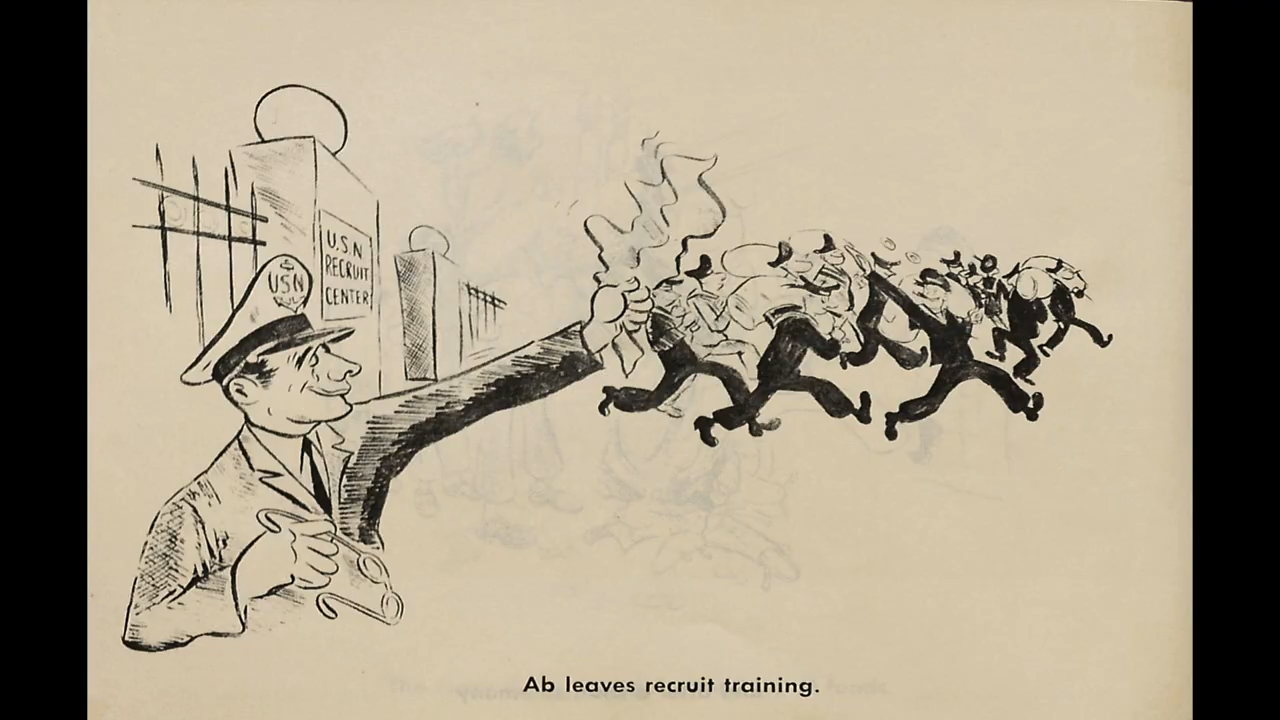 U.S.N
RECRUIT
CENTER
USN
Ab leaves recruit training.